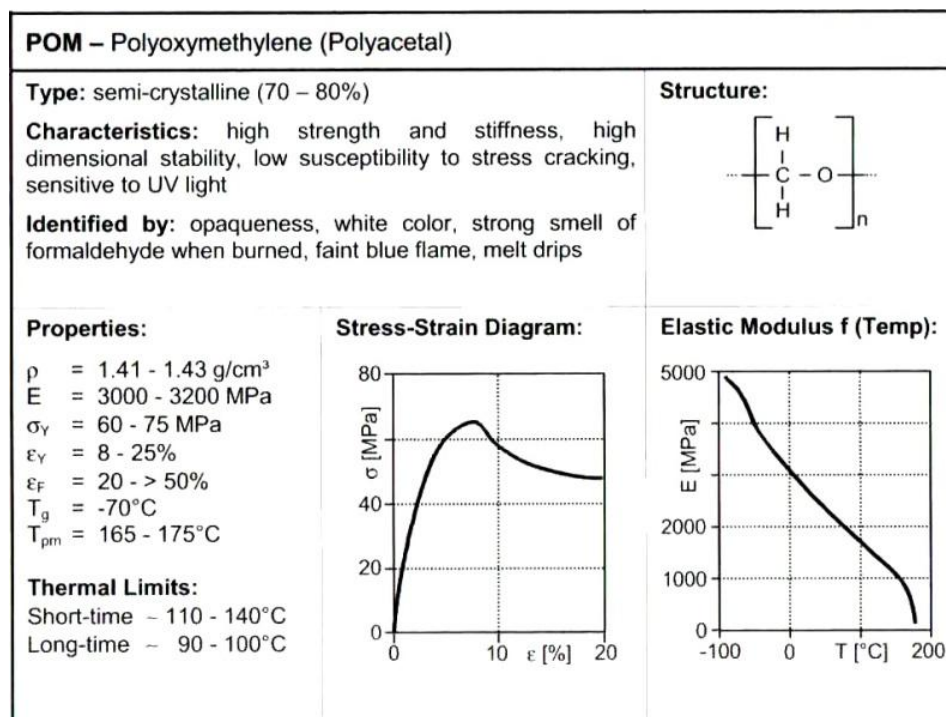 POM – Polyoxymethylene (Polyacetal)
Type: semi-crystalline (70 – 80%)
Characteristics: high strength and stiffness, high
dimensional stability, low susceptibility to stress cracking,
sensitive to UV light
Identified by: opaqueness, white color, strong smell of
formaldehyde when burned, faint blue flame, melt drips
Structure:
H
C – O
H
n
Properties:
ρ = 1.41 - 1.43 g/cm³
E = 3000 - 3200 MPa
σY = 60 - 75 MPa
εY = 8 - 25%
εF = 20 - > 50%
Tg = -70°C
Tpm = 165 - 175°C
Thermal Limits:
Short-time ~ 110 - 140°C
Long-time ~ 90 - 100°C
Stress-Strain Diagram:
80
σ [MPa]
40
20
0
0 10 ε [%] 20
Elastic Modulus f (Temp):
5000
E [MPa]
2000
1000
0
-100 0 T [°C] 200